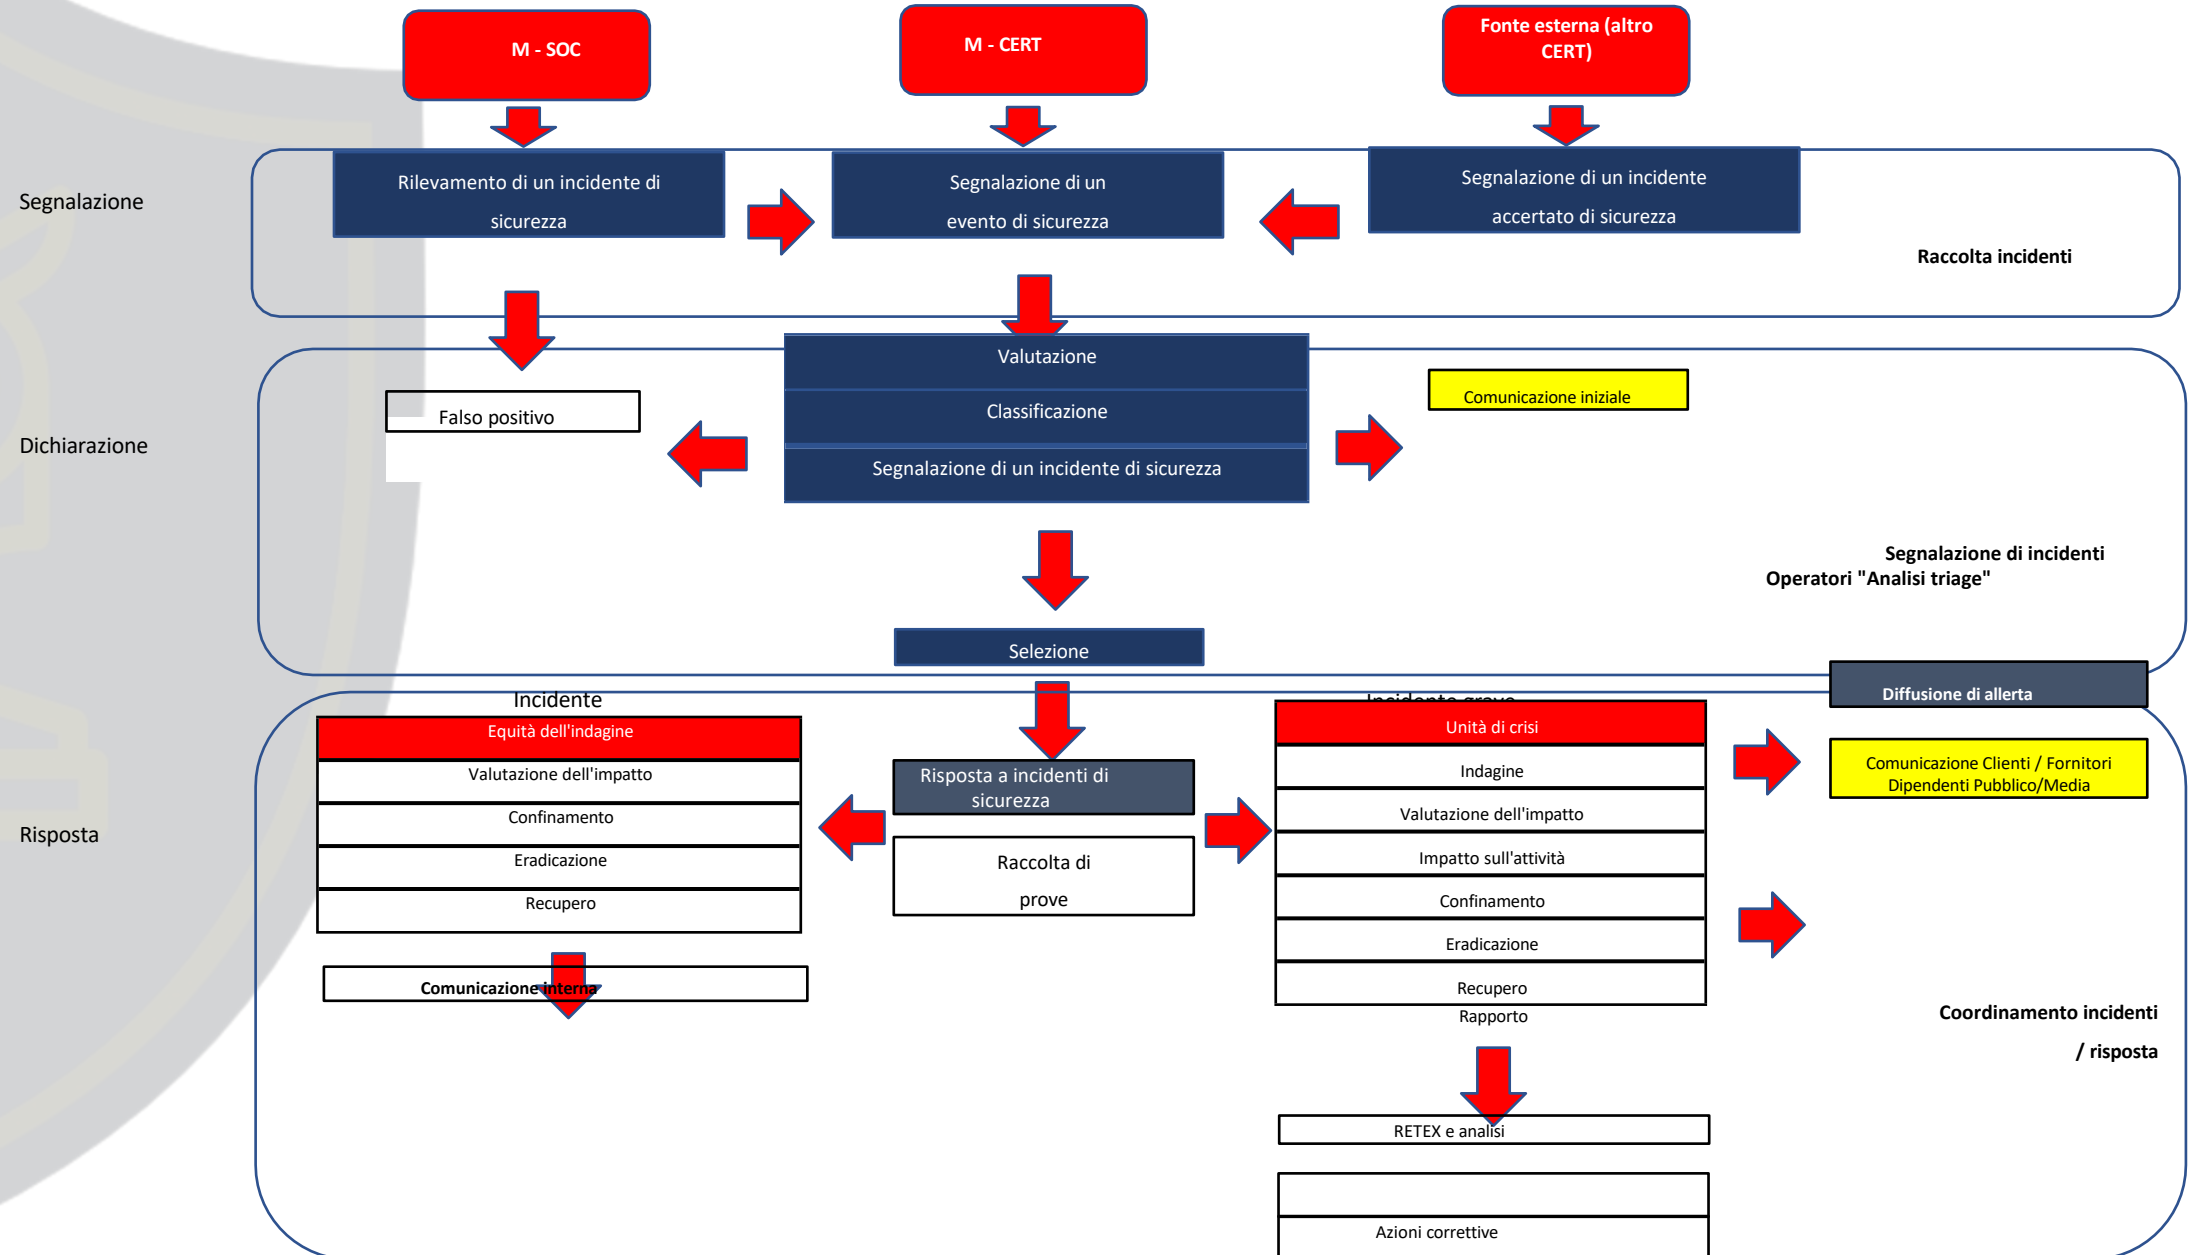 M - SOC
M - CERT
Fonte esterna (altro
CERT)
Segnalazione
Rilevamento di un incidente di
sicurezza
Segnalazione di un
evento di sicurezza
Segnalazione di un incidente
accertato di sicurezza
Raccolta incidenti
Dichiarazione
Valutazione
Classificazione
Segnalazione di un incidente di sicurezza
Falso positivo
Comunicazione iniziale
Segnalazione di incidenti
Operatori "Analisi triage"
Selezione
Diffusione di allerta
Risposta
Incidente
Equità dell'indagine
Valutazione dell'impatto
Confinamento
Eradicazione
Recupero
Comunicazione interna
Risposta a incidenti di
sicurezza
Raccolta di
prove
Incidente grave
Unità di crisi
Indagine
Valutazione dell'impatto
Impatto sull'attività
Confinamento
Eradicazione
Recupero
Rapporto
Comunicazione Clienti / Fornitori
Dipendenti Pubblico/Media
Coordinamento incidenti
/ risposta
RETEX e analisi
Azioni correttive